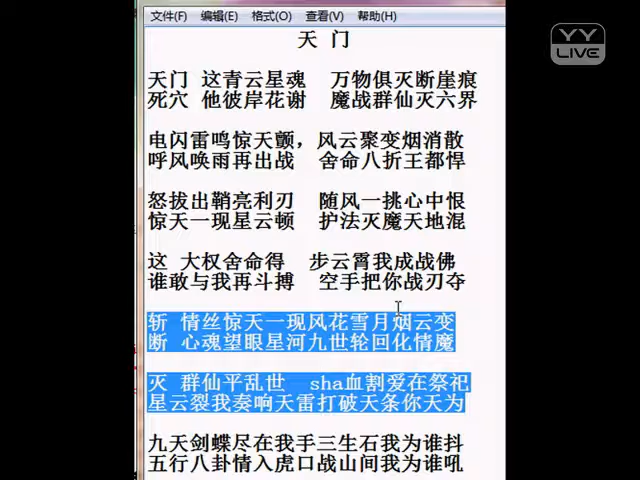 文件(F) 编辑(E) 格式(O) 查看(V) 帮助(H)
YY
LIVE
天 门
天门 这青云星魂 万物俱灭断崖痕
死穴 他彼岸花谢 魔战群仙灭六界
电闪雷鸣惊天颤，风云聚变烟消散
呼风唤雨再出战 舍命八折王都悍
怒拔出鞘亮利刃 随风一挑心中恨
惊天一现星云顿 护法灭魔天地混
这 大权舍命得 步云霄我成战佛
谁敢与我再斗搏 空手把你战刃夺
斩 情丝惊天一现风花雪月烟云变
断 心魂望眼星河九世轮回化情魔
灭 群仙平乱世 sha血割爱在祭祀
星云裂我奏响天雷打破天条你天为
九天剑蝶尽在我手三生石我为谁抖
五行八卦情入虎口战山间我为谁吼